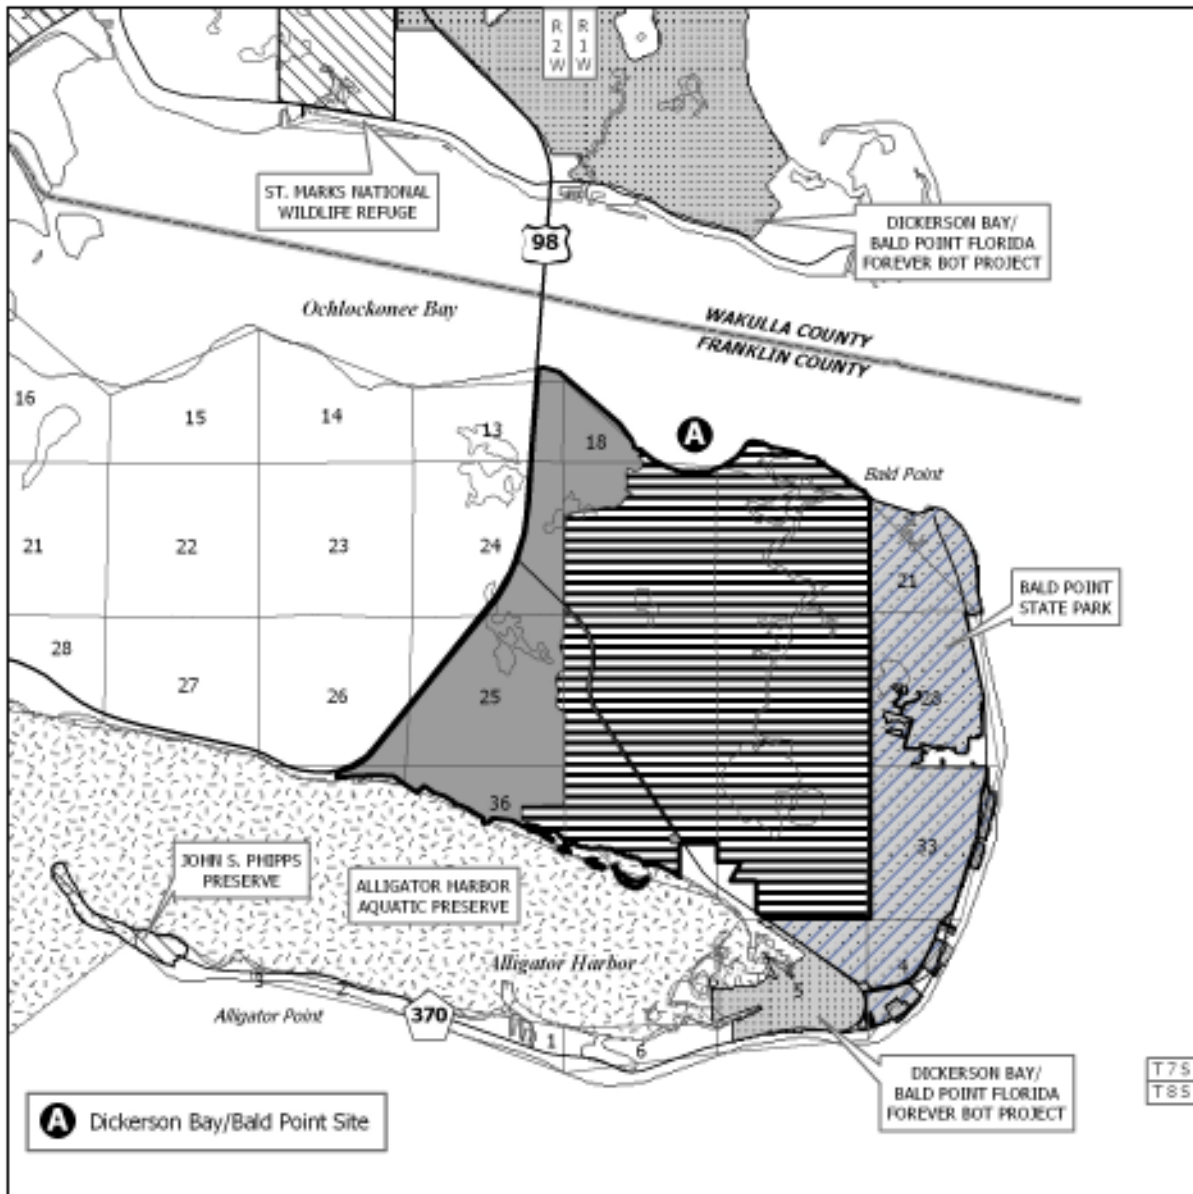 R
2
W
R
1
W
ST. MARKS NATIONAL
WILDLIFE REFUGE
98
DICKERSON BAY/
BALD POINT FLORIDA
FOREVER BOT PROJECT
Ochlockonee Bay
WAKULLA COUNTY
FRANKLIN COUNTY
16
15
14
13
18
A
Bald Point
21
22
23
24
21
BALD POINT
STATE PARK
28
27
26
25
28
36
33
JOHN S. PHIPPS
PRESERVE
ALLIGATOR HARBOR
AQUATIC PRESERVE
Alligator Harbor
4
3
2
5
Alligator Point
370
1
6
DICKERSON BAY/
BALD POINT FLORIDA
FOREVER BOT PROJECT
T7S
T8S
A Dickerson Bay/Bald Point Site